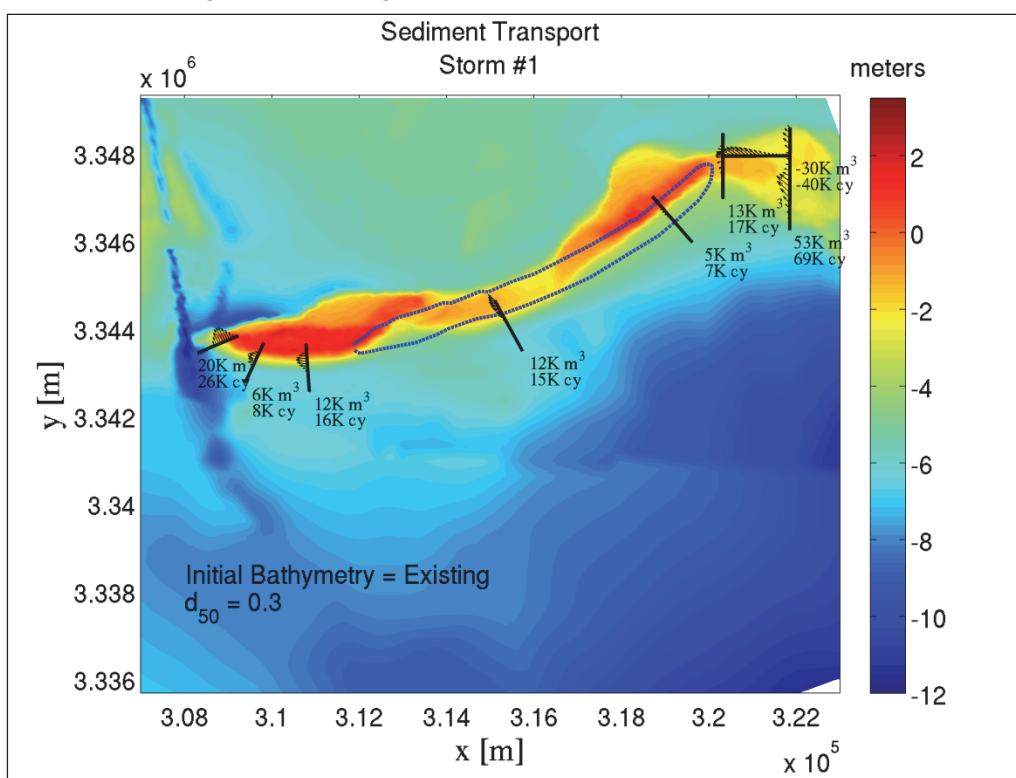 Sediment Transport
Storm #1
x 10^6
meters
3.348
3.346
3.344
3.342
3.34
3.338
3.336
y [m]
-30K m^3
-40K cy
13K m^3
17K cy
53K m^3
69K cy
5K m^3
7K cy
12K m^3
15K cy
20K m
26K cy
6K m^3
8K cy
12K m^3
16K cy
Initial Bathymetry = Existing
d_50 = 0.3
2
0
-2
-4
-6
-8
-10
-12
3.08 3.1 3.12 3.14 3.16 3.18 3.2 3.22
x [m]
x 10^5